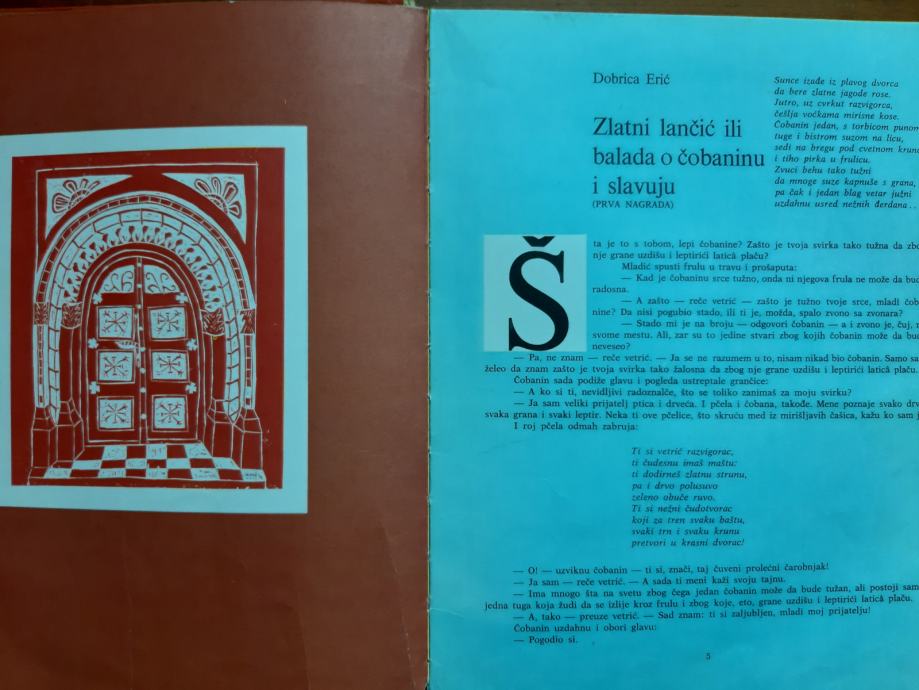 Dobrica Erić
Zlatni lančić ili
balada o čobaninu
i slavuju
(PRVA NAGRADA)
Sunce izađe iz plavog dvorca
da bere zlatne jagode rose.
Jutro, uz cvrkut razvigorca,
češlja voćkama mirisne kose.
Čobanin jedan, s torbicom punom
tuge i bistrom suzom na licu,
sedi na bregu pod cvetnom
i tiho pirka u frulicu.
Zvuci behu tako tužni
da mnoge suze kapnuše s grana,
pa čak i jedan blag vetar južni
uzdahnu usred nežnih đerdana . .
Šta je to s tobom, lepi čobanine? Zašto je tvoja svirka tako tužna da
nje grane uzdišu i leptirići laticâ plaču?
Mladić spusti frulu u travu i prošaputa:
— Kad je čobaninu srce tužno, onda ni njegova frula ne može da
radosna.
— A zašto — reče vetrić — zašto je tužno tvoje srce, mladi
nine? Da nisi pogubio stado, ili ti je, možda, spalo zvono sa zvonara?
— Stado mi je na broju — odgovori čobanin — a i zvono je, čuj,
svome mestu. Ali, zar su to jedine stvari zbog kojih čobanin može da
neveseo?
— Pa, ne znam — reče vetrić. — Ja se ne razumem u to, nisam nikad bio čobanin. Samo
želeo da znam zašto je tvoja svirka tako žalosna da zbog nje grane uzdišu i leptirići laticâ plaču.
Čobanin sada podiže glavu i pogleda ustreptale grančice:
— A ko si ti, nevidljivi radoznalče, što se toliko zanimaš za moju svirku?
— Ja sam veliki prijatelj ptica i drveća. I pčela i čobana, takođe. Mene poznaje svako
svaka grana i svaki leptir. Neka ti ove pčelice, što skruću med iz mirišljavih čašica, kažu ko sam
I roj pčela odmah zabruja:
Ti si vetrić razvigorac,
ti čudesnu imaš maštu:
ti dodirneš zlatnu strunu,
pa i drvo polusuvo
zeleno obuče ruvo.
Ti si nežni čudotvorac
koji za tren svaku baštu,
svaki trn i svaku krunu
pretvori u krasni dvorac!
— O! — uzviknu čobanin — ti si, znači, taj čuveni prolećni čarobnjak!
— Ja sam — reče vetrić. — A sada ti meni kaži svoju tajnu.
— Ima mnogo šta na svetu zbog čega jedan čobanin može da bude tužan, ali postoji
jedna tuga koja žudi da se izlije kroz frulu i zbog koje, eto, grane uzdišu i leptirići laticâ plaču.
— A, tako — preuze vetrić. — Sad znam: ti si zaljubljen, mladi moj prijatelju!
Čobanin uzdahnu i obori glavu:
— Pogodio si.
5